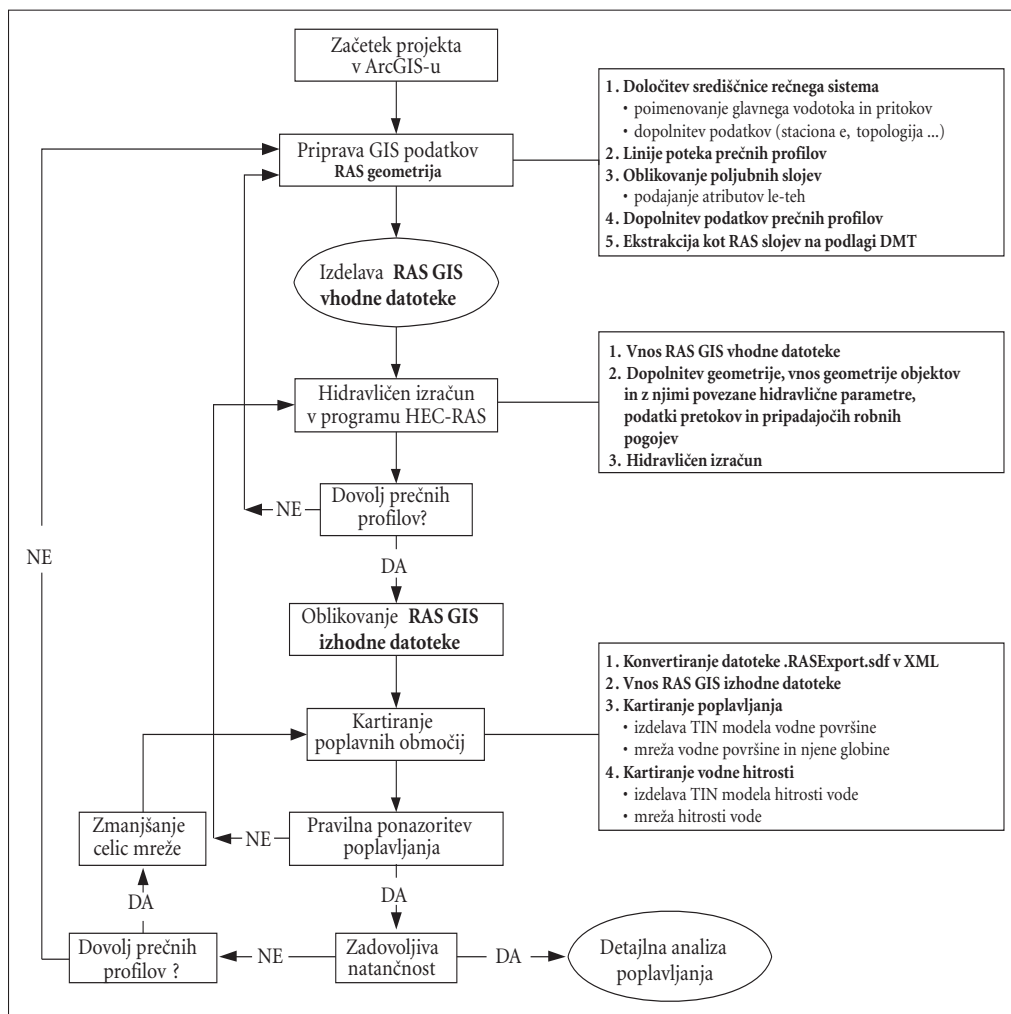 Začetek projekta
v ArcGIS-u
Priprava GIS podatkov
RAS geometrija
1. Določitev središčnice rečnega sistema
• poimenovanje glavnega vodotoka in pritokov
• dopolnitev podatkov (staciona e, topologija ...)
2. Linije poteka prečnih profilov
3. Oblikovanje poljubnih slojev
• podajanje atributov le-teh
4. Dopolnitev podatkov prečnih profilov
5. Ekstrakcija kot RAS slojev na podlagi DMT
Izdelava RAS GIS
vhodne datoteke
Hidravličen izračun
v programu HEC-RAS
1. Vnos RAS GIS vhodne datoteke
2. Dopolnitev geometrije, vnos geometrije objektov
in z njimi povezane hidravlične parametre,
podatki pretokov in pripadajočih robnih
pogojev
3. Hidravličen izračun
NE
Dovolj prečnih
profilov?
NE
DA
Oblikovanje RAS GIS
izhodne datoteke
Kartiranje
poplavnih območij
1. Konvertiranje datoteke .RASExport.sdf v XML
2. Vnos RAS GIS izhodne datoteke
3. Kartiranje poplavljanja
• izdelava TIN modela vodne površine
• mreža vodne površine in njene globine
4. Kartiranje vodne hitrosti
• izdelava TIN modela hitrosti vode
• mreža hitrosti vode
Zmanjšanje
celic mreže
NE
Pravilna ponazoritev
poplavljanja
DA
DA
Dovolj prečnih
profilov ?
NE
Zadovoljiva
natančnost
DA
Detajlna analiza
poplavljanja